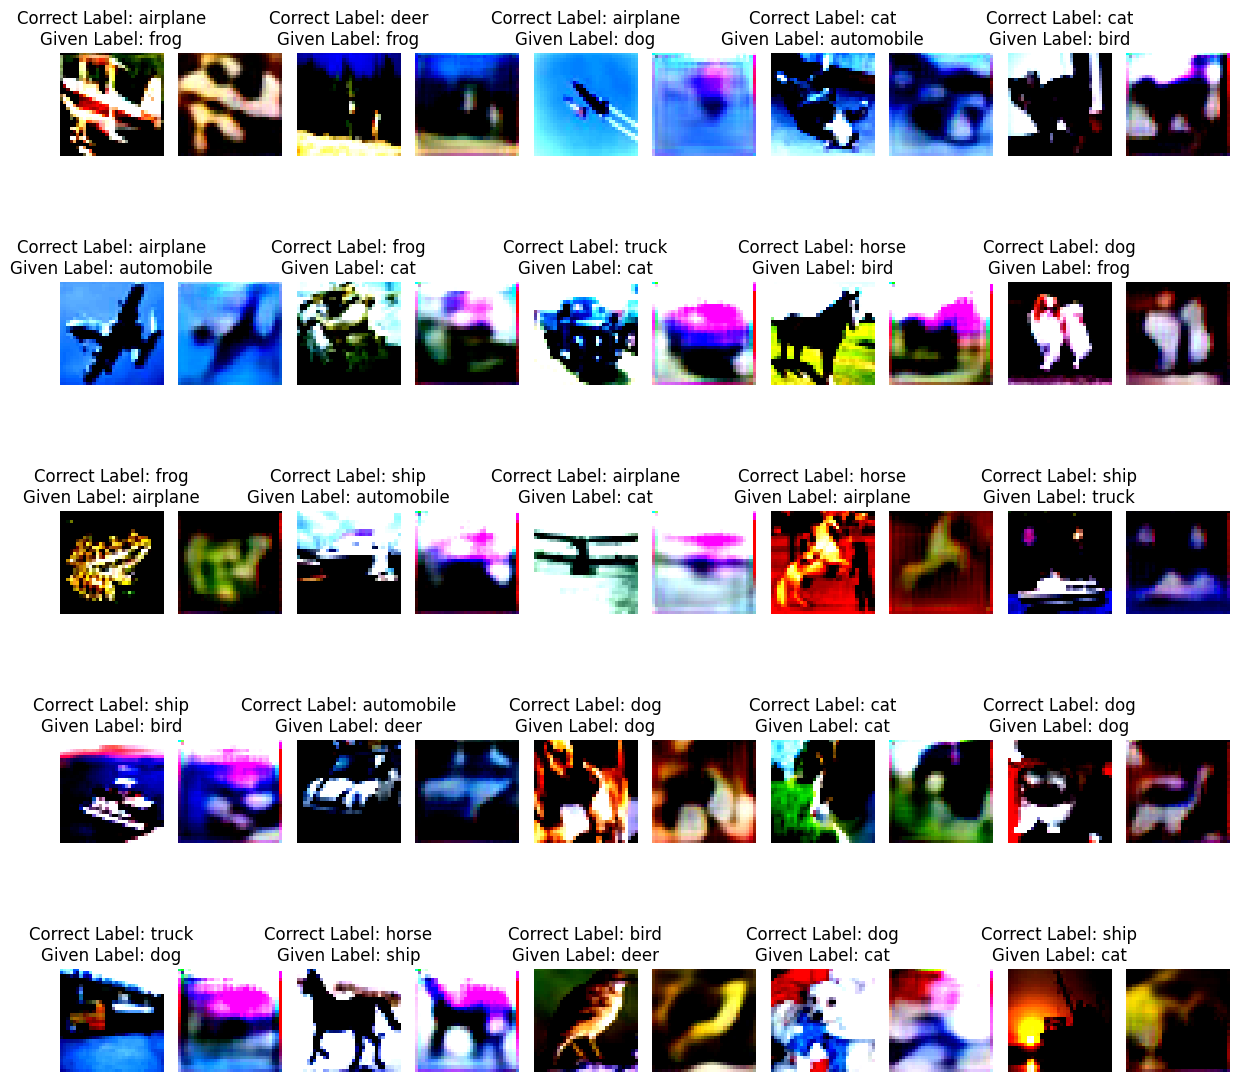 Correct Label: airplane
Given Label: frog
Correct Label: deer
Given Label: frog
Correct Label: airplane
Given Label: dog
Correct Label: cat
Given Label: automobile
Correct Label: cat
Given Label: bird
Correct Label: airplane
Given Label: automobile
Correct Label: frog
Given Label: cat
Correct Label: truck
Given Label: cat
Correct Label: horse
Given Label: bird
Correct Label: dog
Given Label: frog
Correct Label: frog
Given Label: airplane
Correct Label: ship
Given Label: automobile
Correct Label: airplane
Given Label: cat
Correct Label: horse
Given Label: airplane
Correct Label: ship
Given Label: truck
Correct Label: ship
Given Label: bird
Correct Label: automobile
Given Label: deer
Correct Label: dog
Given Label: dog
Correct Label: cat
Given Label: cat
Correct Label: dog
Given Label: dog
Correct Label: truck
Given Label: dog
Correct Label: horse
Given Label: ship
Correct Label: bird
Given Label: deer
Correct Label: dog
Given Label: cat
Correct Label: ship
Given Label: cat